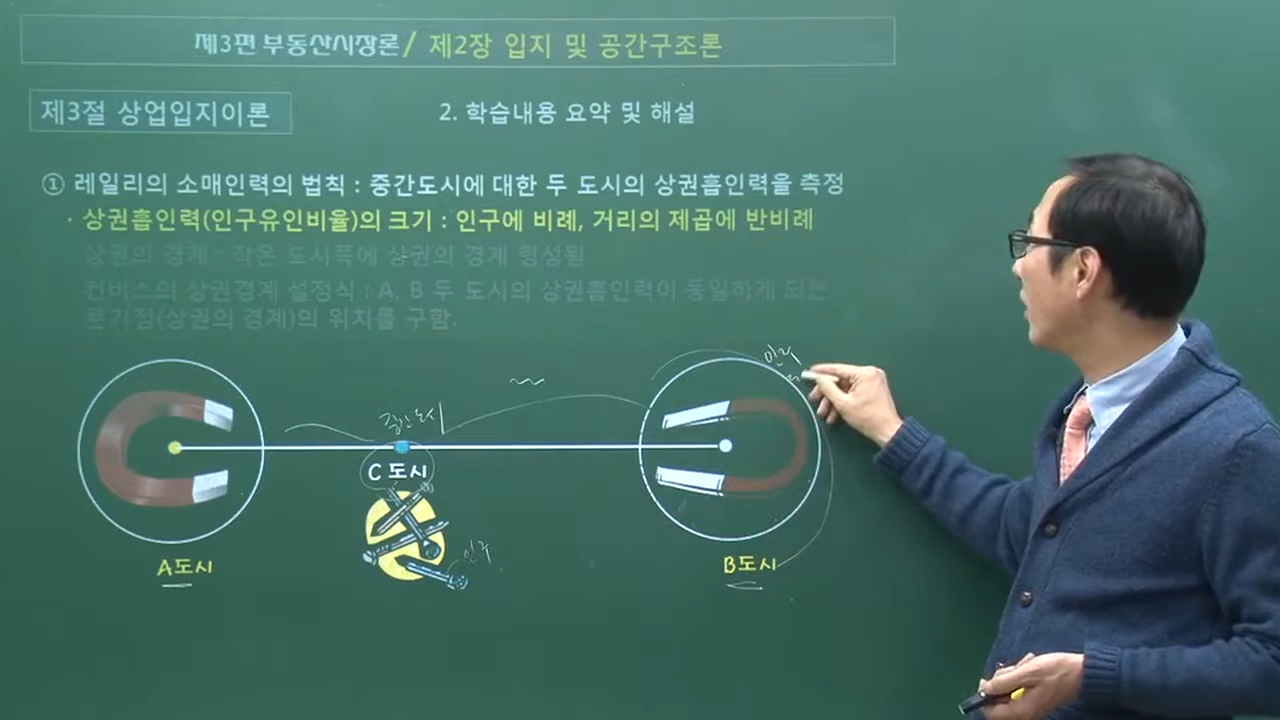 제3편 부동산시장론 / 제2장 입지 및 공간구조론
제3절 상업입지이론
2. 학습내용 요약 및 해설
① 레일리의 소매인력의 법칙 : 중간도시에 대한 두 도시의 상권흡인력을 측정
· 상권흡인력(인구유인비율)의 크기 : 인구에 비례, 거리의 제곱에 반비례
상권의 경계 : 작은 도시쪽에 상권의 경계 형성됨
컨버스의 상권경계 설정식 : A, B 두 도시의 상권흡인력이 동일하게 되는
분기점(상권의 경계)의 위치를 구함.
인구
중간도시
C 도시
인구
A도시
B도시